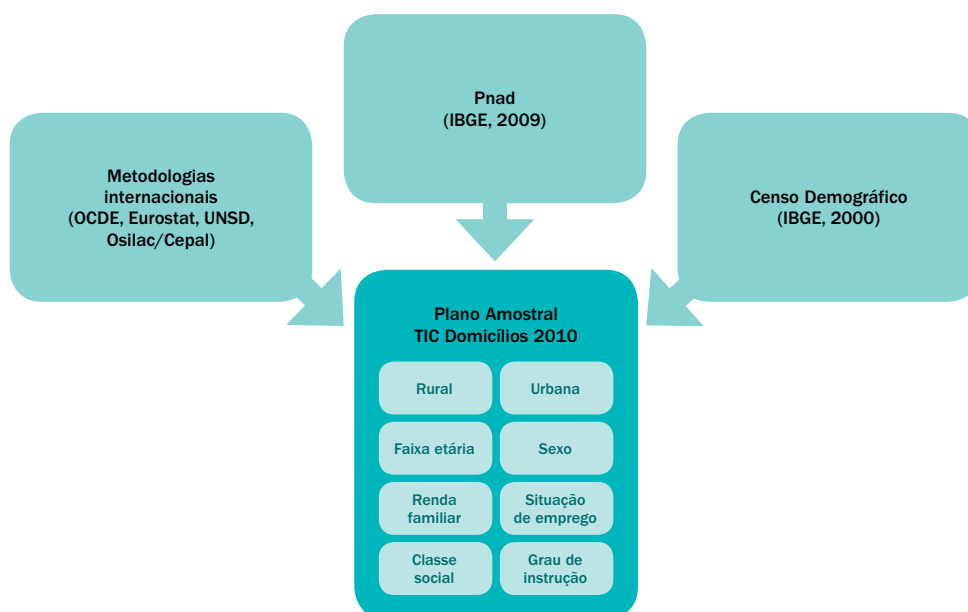 Pnad
(IBGE, 2009)
Metodologias
internacionais
(OCDE, Eurostat, UNSD,
Osilac/Cepal)
Censo Demográfico
(IBGE, 2000)
Plano Amostral
TIC Domicílios 2010
Rural
Urbana
Faixa etária
Sexo
Renda
familiar
Situação
de emprego
Classe
social
Grau de
instrução